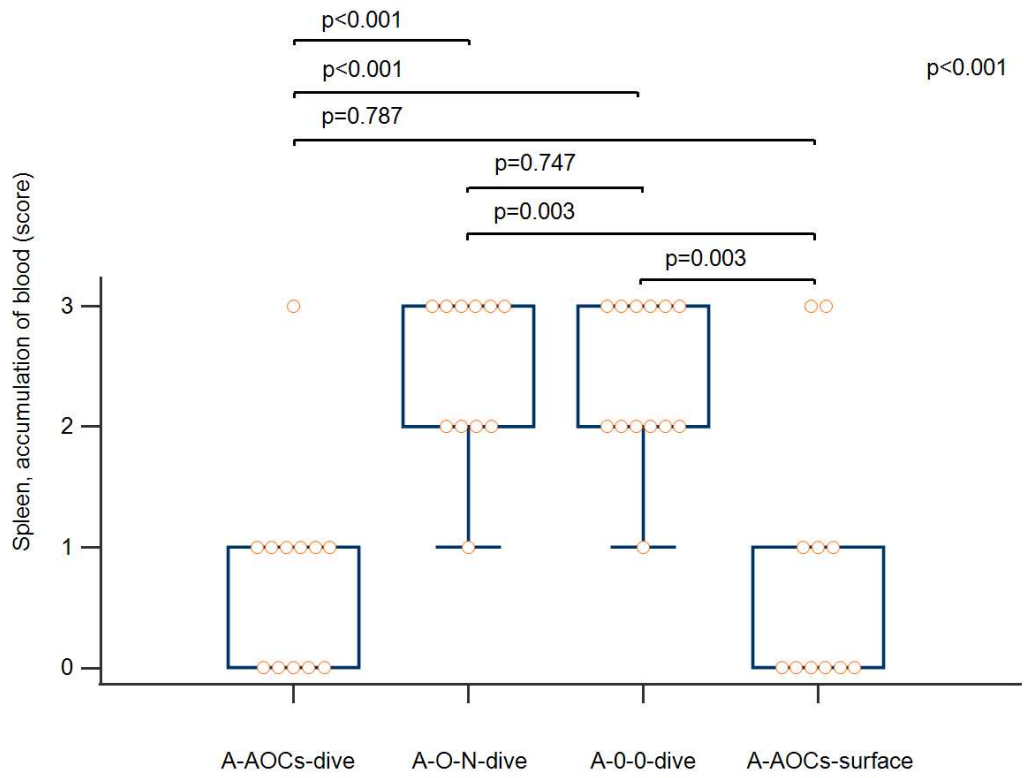 p<0.001
p<0.001
p<0.001
p=0.787
p=0.747
p=0.003
p=0.003
Spleen, accumulation of blood (score)
3
2
1
0
A-AOCs-dive
A-O-N-dive
A-0-0-dive
A-AOCs-surface